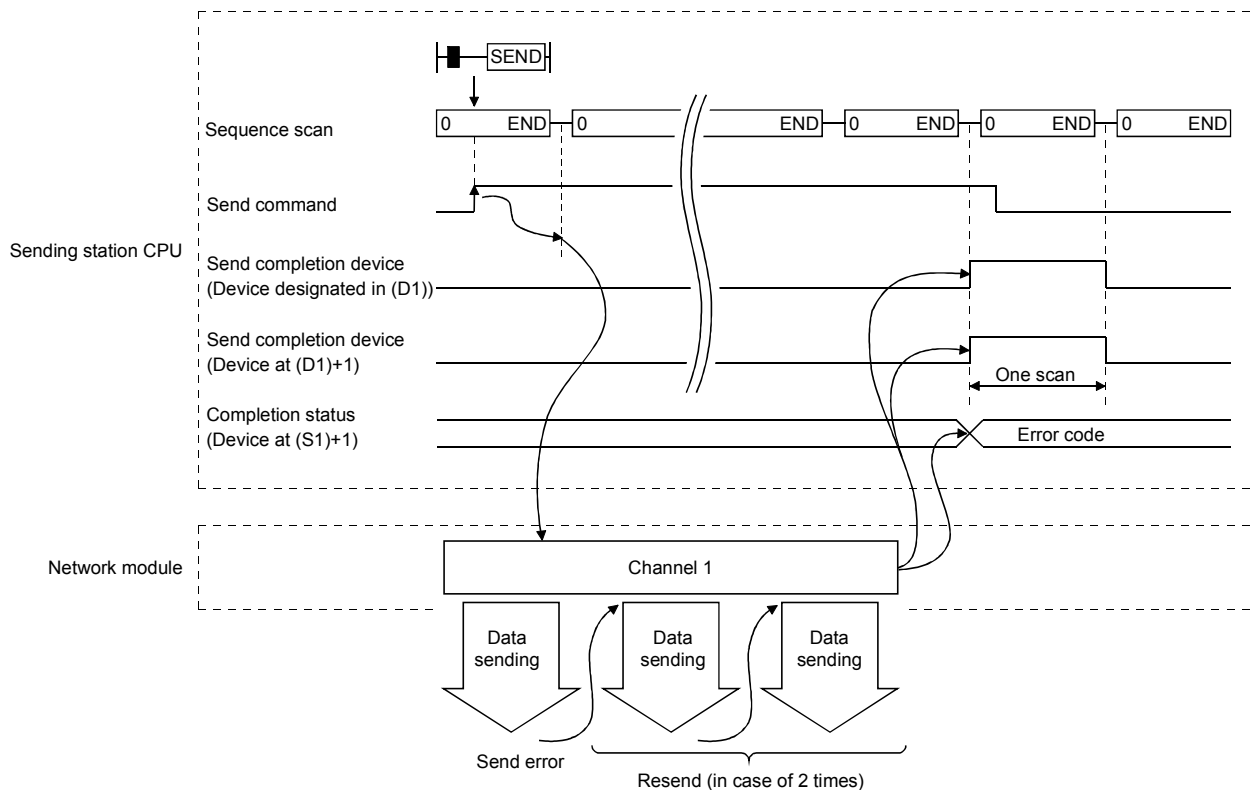 SEND
Sequence scan
0 END 0 END 0 END 0 END 0 END
Send command
Sending station CPU
Send completion device
(Device designated in (D1))
Send completion device
(Device at (D1)+1)
One scan
Completion status
(Device at (S1)+1)
Error code
Network module
Channel 1
Data
sending
Data
sending
Data
sending
Send error
Resend (in case of 2 times)